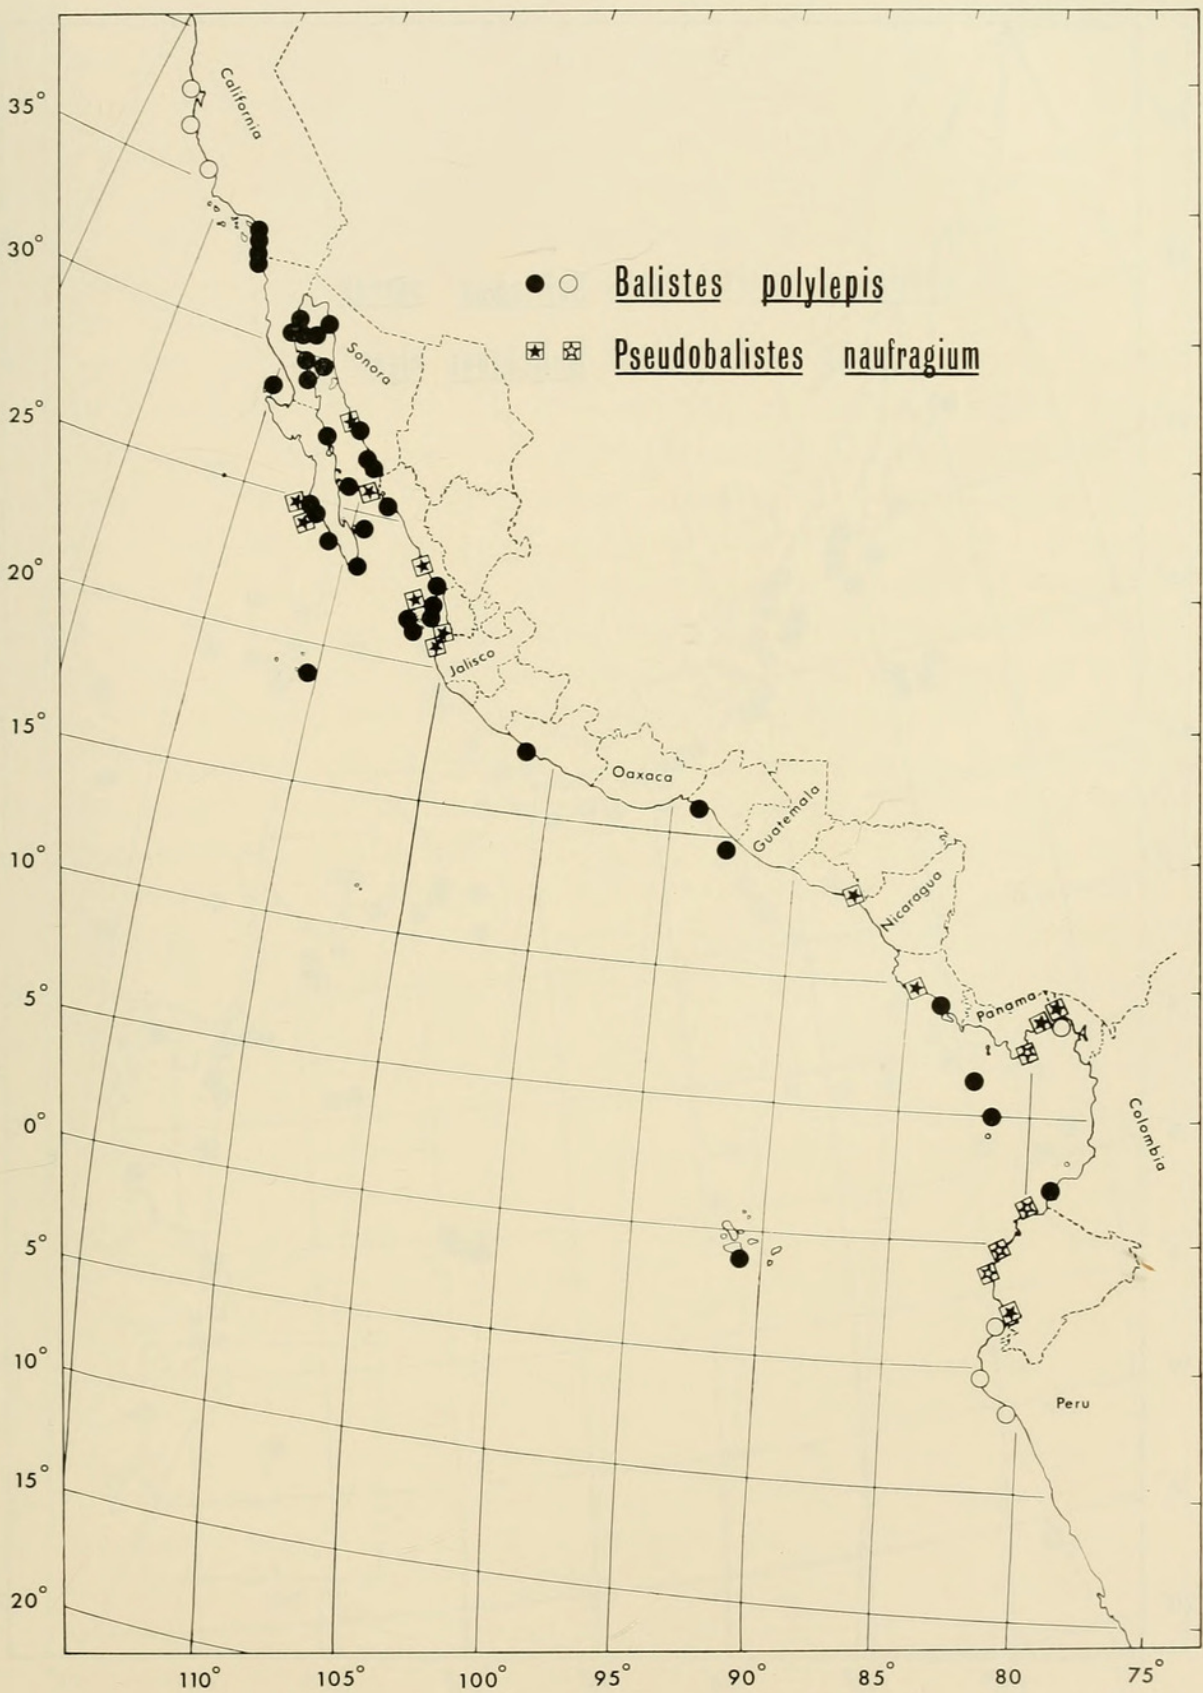 California
35°
30°
Balistes polylepis
Pseudobalistes naufragium
Sonora
25°
20°
Jalisco
15°
Oaxaca
Guatemala
10°
Nicaragua
5°
Panama
Colombia
0°
5°
10°
Peru
15°
20°
110° 105° 100° 95° 90° 85° 80° 75°